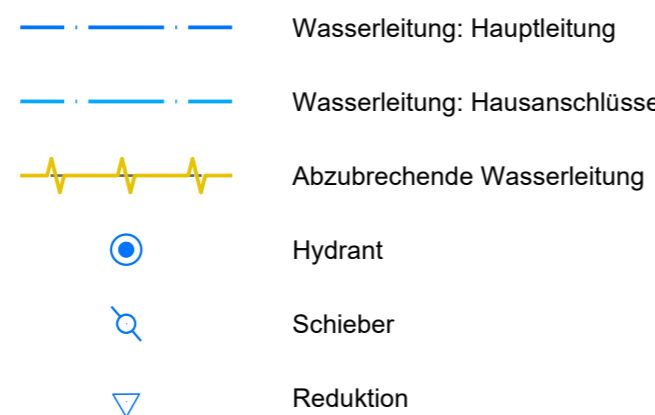 Wasserleitung: Hauptleitung
Wasserleitung: Hausanschlüsse
Abzubrechende Wasserleitung
Hydrant
Schieber
Reduktion